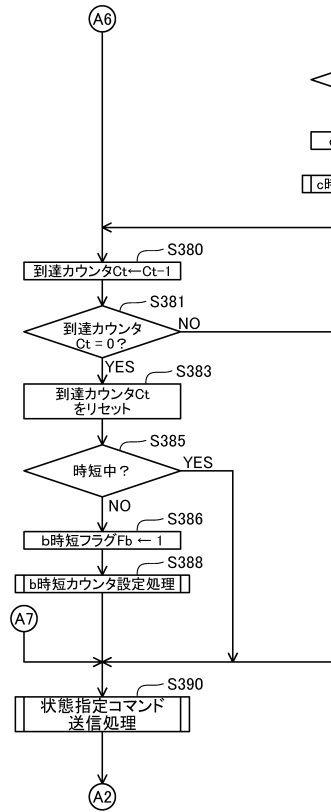 A6
c時
S380
到達カウンタCt←Ct-1
S381
到達カウンタ
Ct = 0？
NO
YES
S383
到達カウンタCt
をリセット
S385
時短中？
YES
NO
S386
b時短フラグFb ← 1
S388
b時短カウンタ設定処理
A7
S390
状態指定コマンド
送信処理
A2